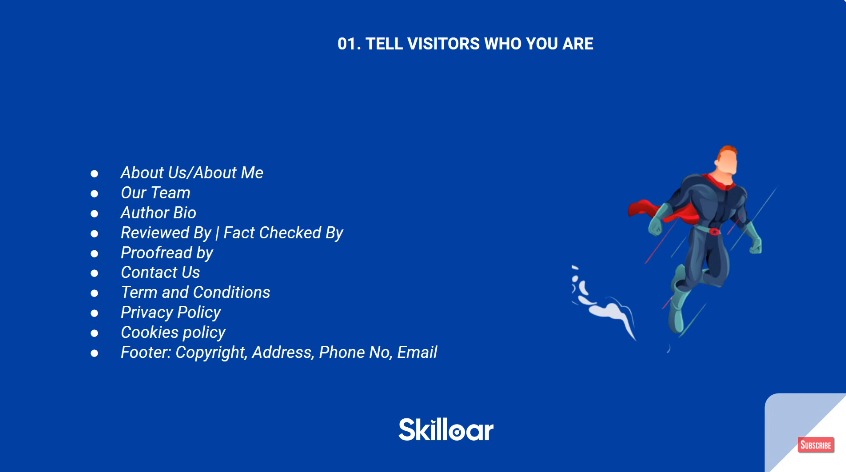 01. TELL VISITORS WHO YOU ARE
● About Us/About Me
● Our Team
● Author Bio
● Reviewed By | Fact Checked By
● Proofread by
● Contact Us
● Term and Conditions
● Privacy Policy
● Cookies policy
● Footer: Copyright, Address, Phone No, Email
Skilloar
SUBSCRIBE